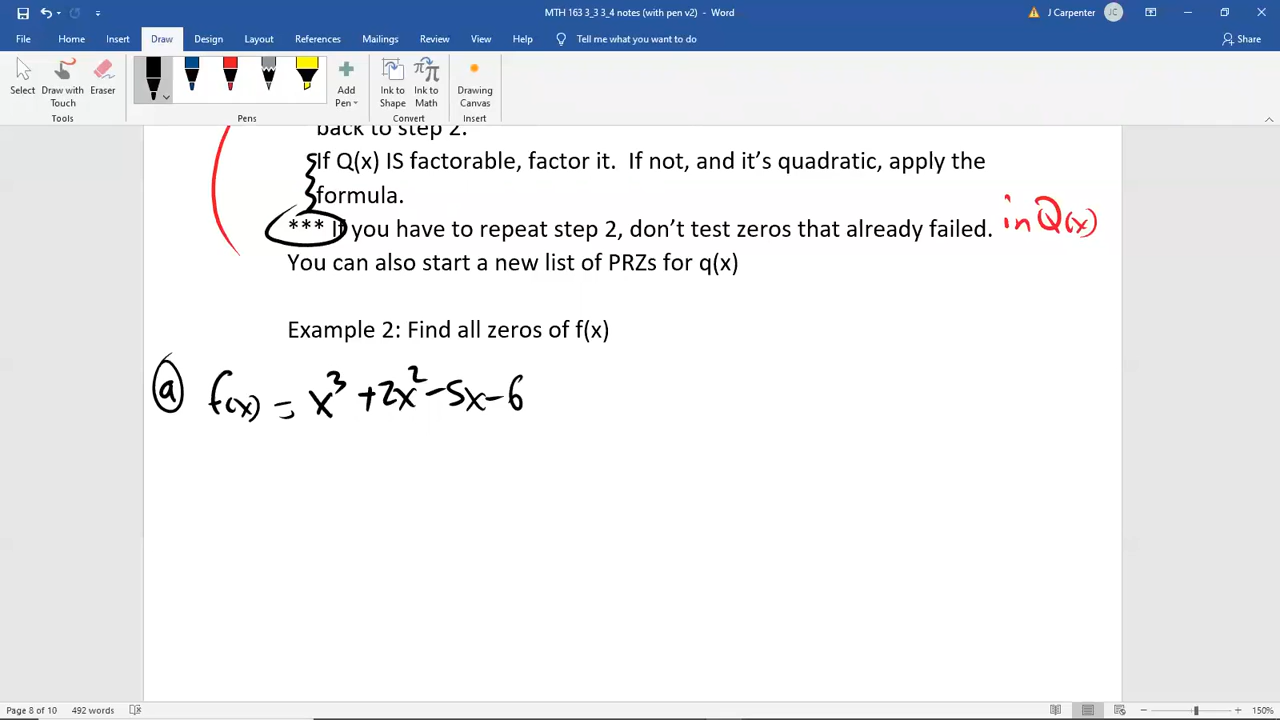 MTH 163 3_3 3_4 notes (with pen v2) - Word
J Carpenter JC
File Home Insert Draw Design Layout References Mailings Review View Help Tell me what you want to do Share
Select Draw with Touch Eraser Add Pen Ink to Shape Ink to Math Drawing Canvas
Tools Pens Convert Insert
back to step 2.
If Q(x) IS factorable, factor it. If not, and it's quadratic, apply the
formula.
*** If you have to repeat step 2, don't test zeros that already failed. in Q(x)
You can also start a new list of PRZs for q(x)
Example 2: Find all zeros of f(x)
a f(x) = x³ + 2x² - 5x - 6
Page 8 of 10 492 words 150%